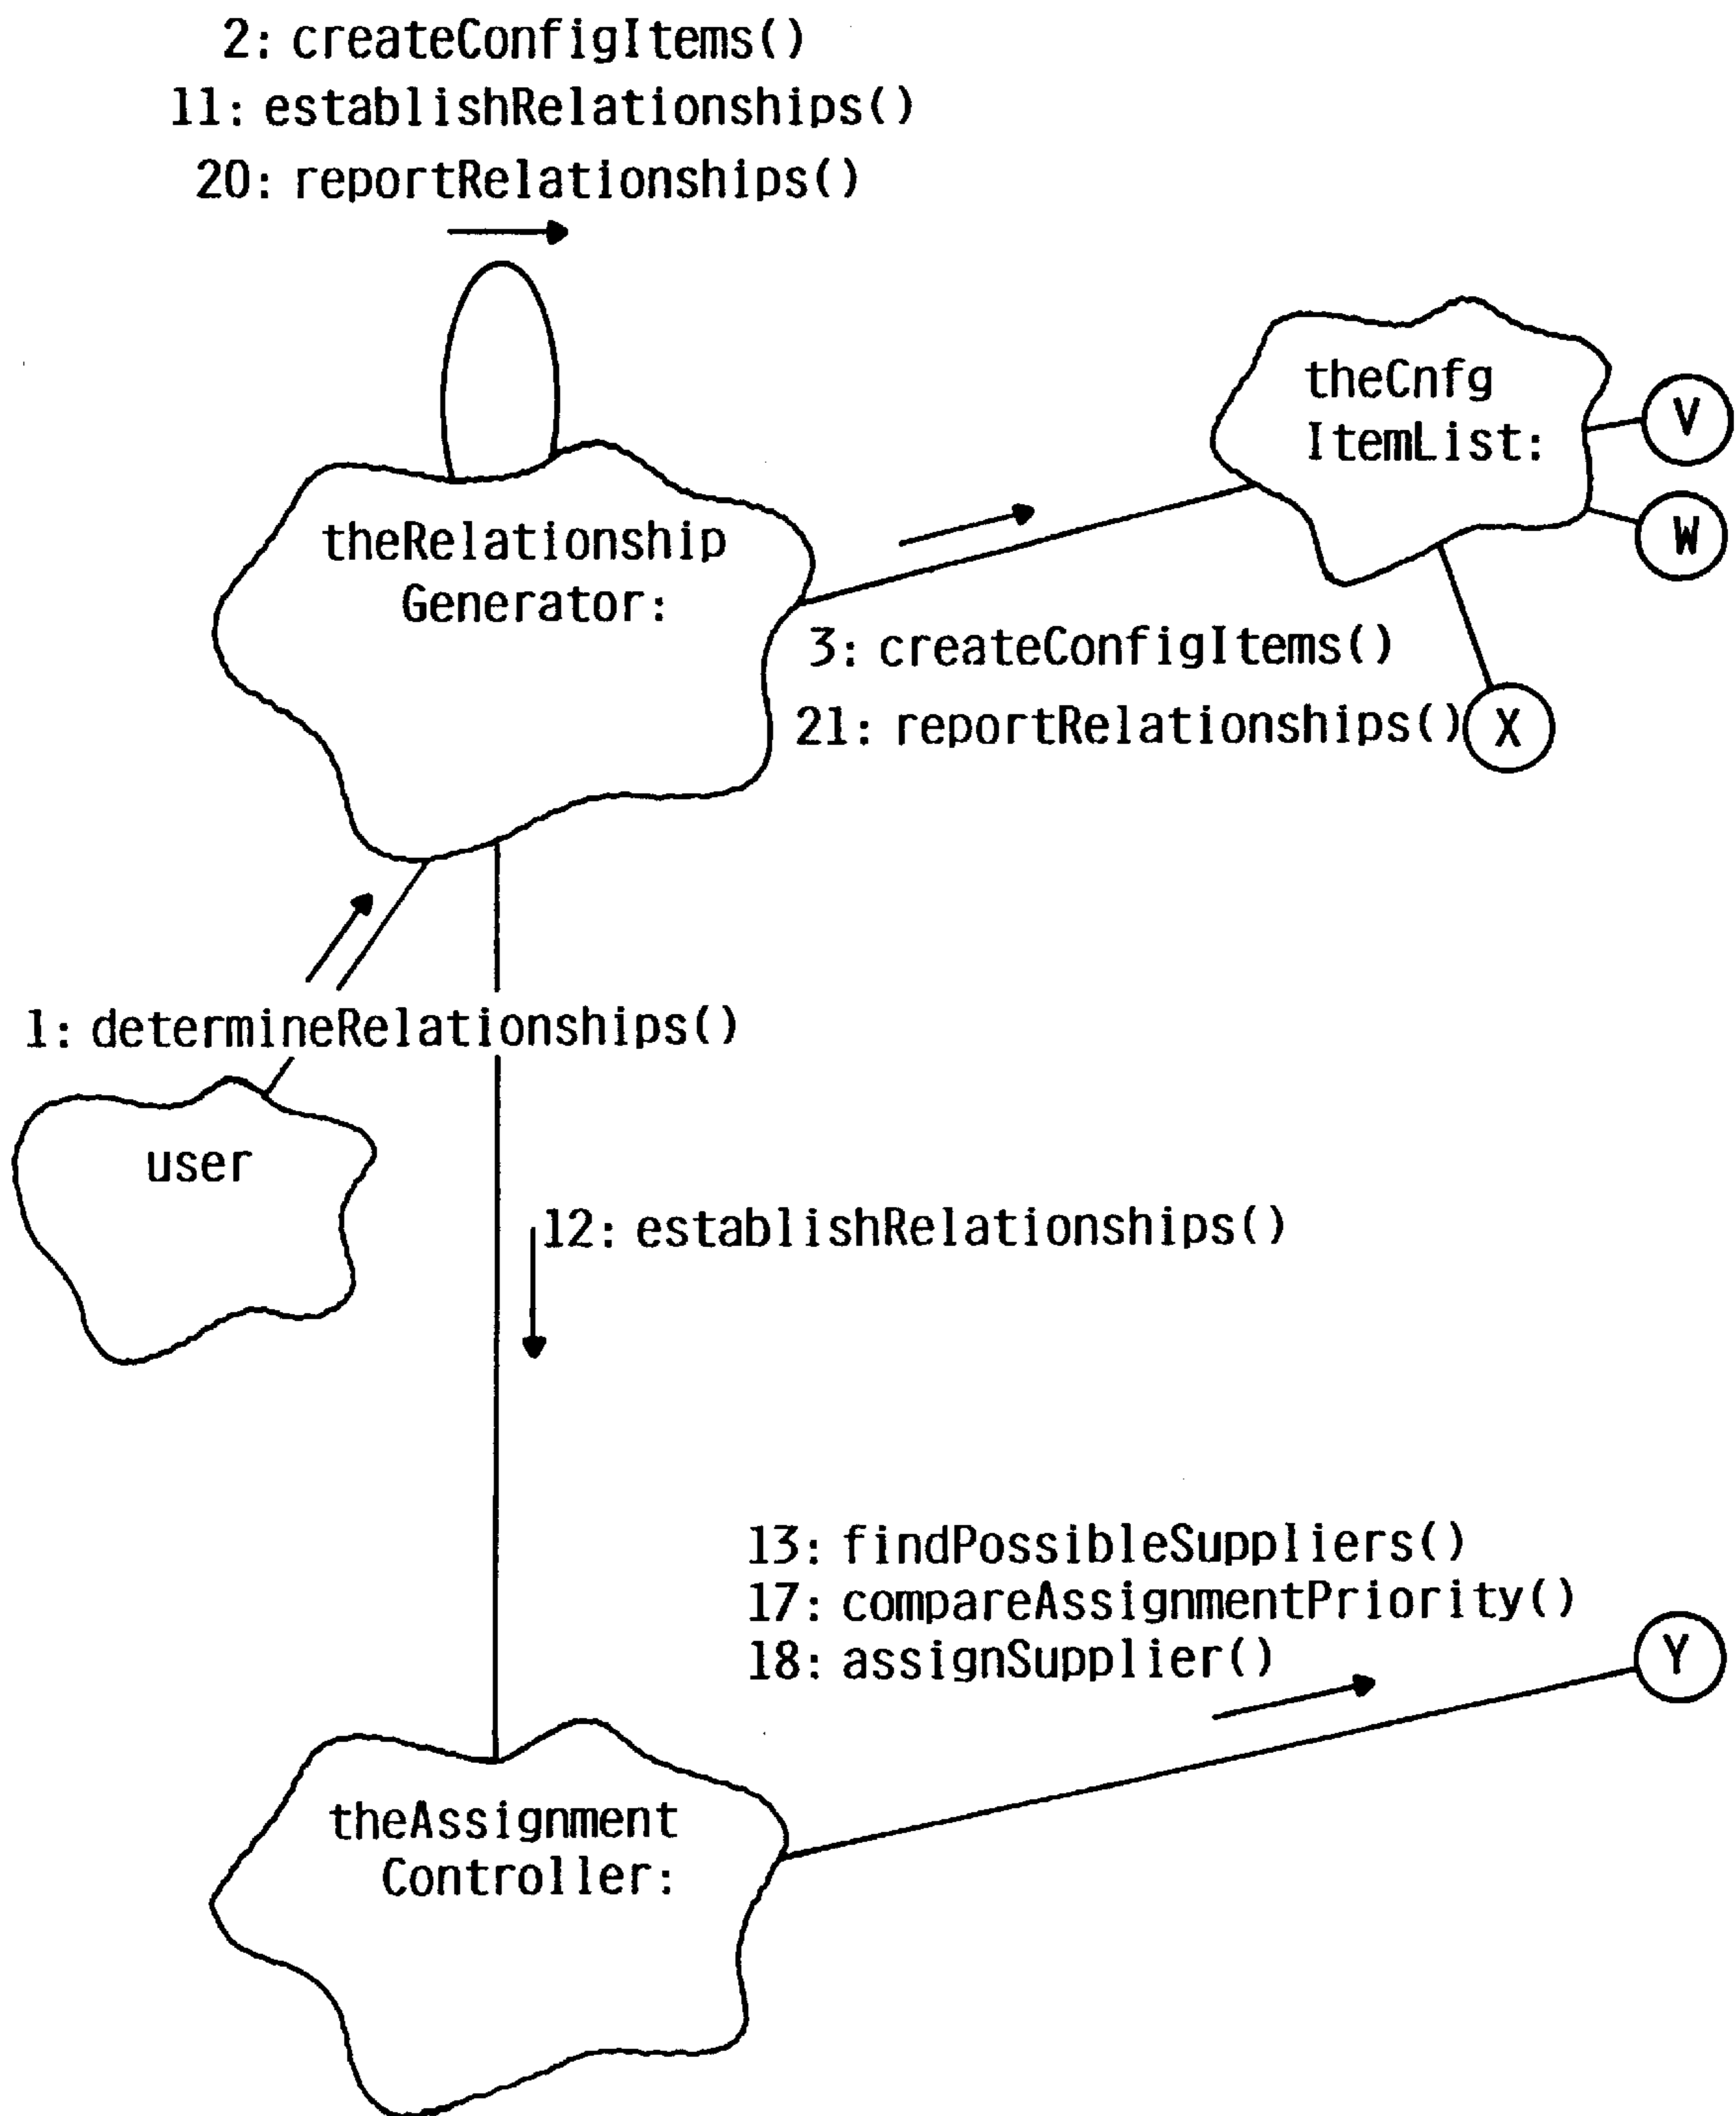 2: createConfigItems()
11: establishRelationships()
20: reportRelationships()
theCnfg
ItemList:
V
W
theRelationship
Generator:
3: createConfigItems()
21: reportRelationships()
X
1: determineRelationships()
user
12: establishRelationships()
13: findPossibleSuppliers()
17: compareAssignmentPriority()
18: assignSupplier()
Y
theAssignment
Controller: